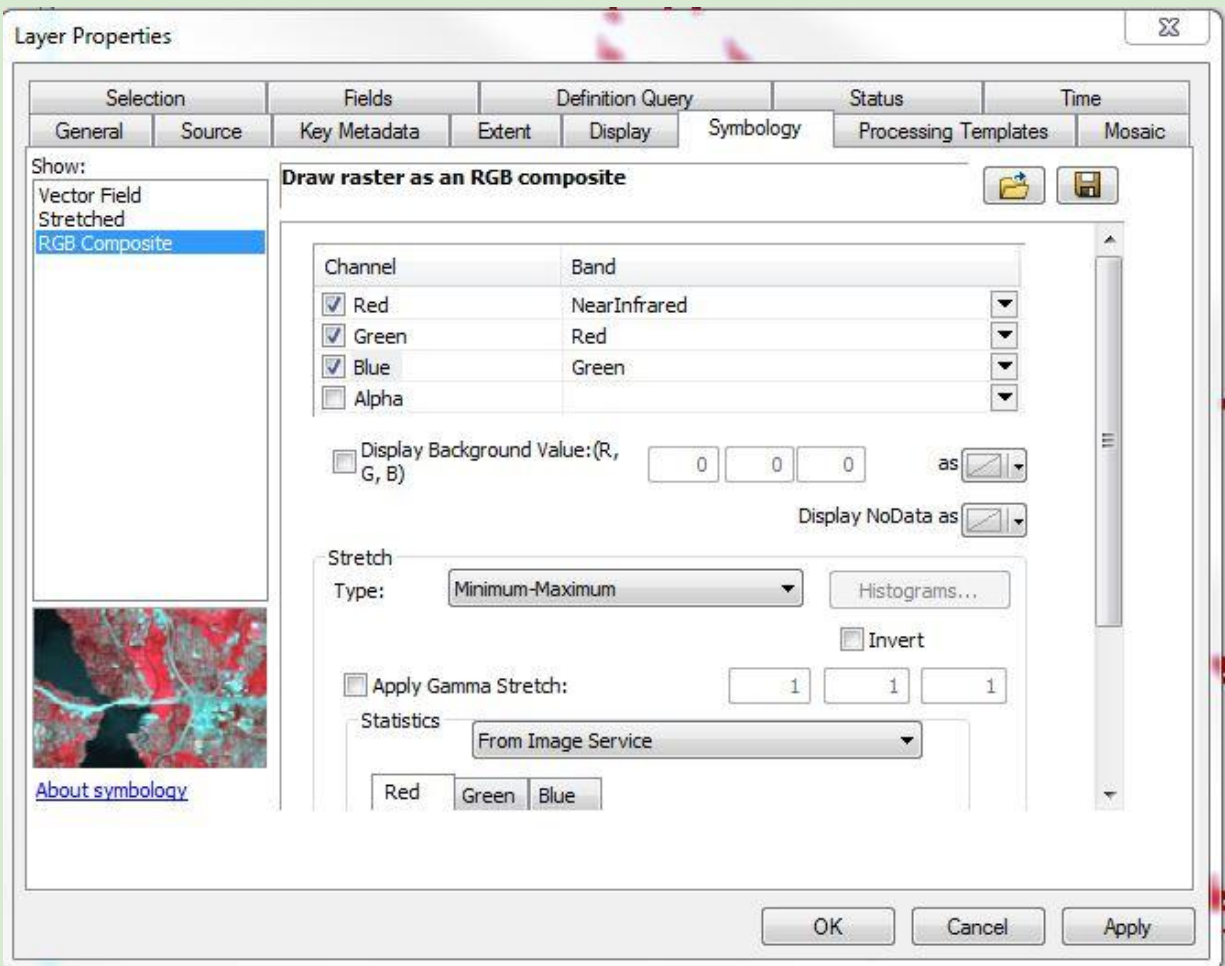 Layer Properties
Selection Fields Definition Query Status Time
General Source Key Metadata Extent Display Symbology Processing Templates Mosaic
Show:
Vector Field
Stretched
RGB Composite
About symbology
Draw raster as an RGB composite
Channel Band
Red NearInfrared
Green Red
Blue Green
Alpha
Display Background Value:(R,
G, B) 0 0 0 as
Display NoData as
Stretch
Type: Minimum-Maximum Histograms...
Invert
Apply Gamma Stretch: 1 1 1
Statistics
From Image Service
Red Green Blue
OK Cancel Apply